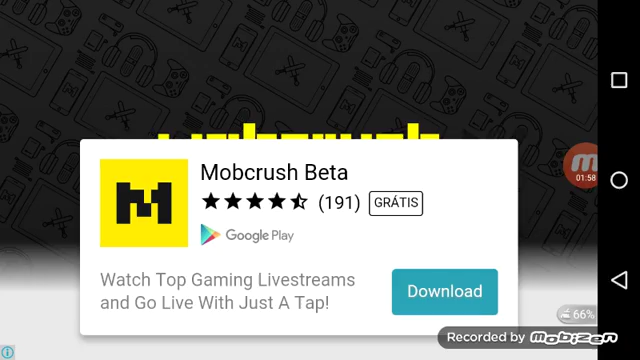 Mobcrush Beta
(191) GRÁTIS
Google Play
Watch Top Gaming Livestreams
and Go Live With Just A Tap!
Download
01:58
66%
Recorded by Mobizen